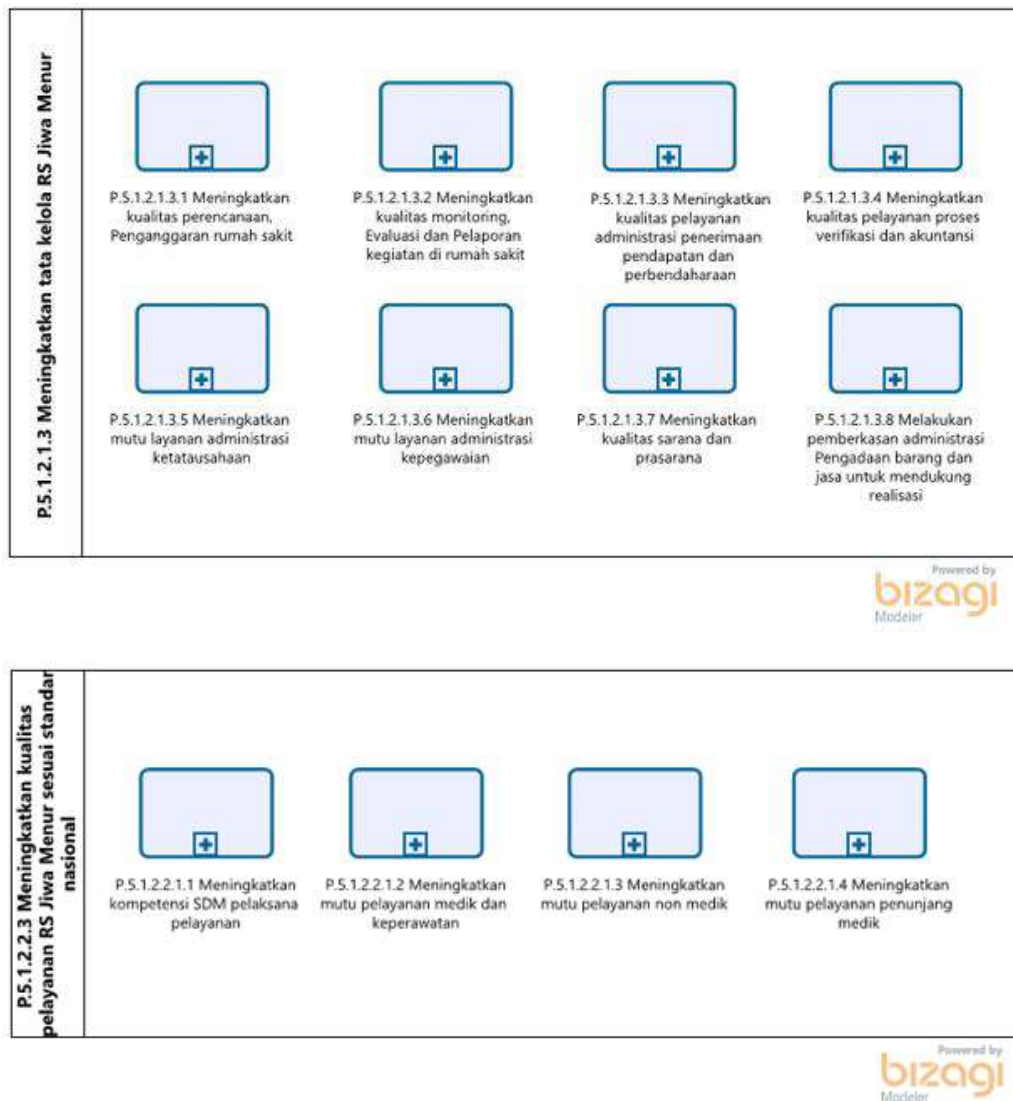 P.5.1.2.1.3 Meningkatkan tata kelola RS Jiwa Menur
P.5.1.2.1.3.1 Meningkatkan
kualitas perencanaan,
Penganggaran rumah sakit
P.5.1.2.1.3.2 Meningkatkan
kualitas monitoring,
Evaluasi dan Pelaporan
kegiatan di rumah sakit
P.5.1.2.1.3.3 Meningkatkan
kualitas pelayanan
administrasi penerimaan
pendapatan dan
perbendaharaan
P.5.1.2.1.3.4 Meningkatkan
kualitas pelayanan proses
verifikasi dan akuntansi
P.5.1.2.1.3.5 Meningkatkan
mutu layanan administrasi
ketatausahaan
P.5.1.2.1.3.6 Meningkatkan
mutu layanan administrasi
kepegawaian
P.5.1.2.1.3.7 Meningkatkan
kualitas sarana dan
prasarana
P.5.1.2.1.3.8 Melakukan
pemberkasan administrasi
Pengadaan barang dan
jasa untuk mendukung
realisasi
Powered by
bizagi
Modeler
P.5.1.2.2.3 Meningkatkan kualitas
pelayanan RS Jiwa Menur sesuai standar
nasional
P.5.1.2.2.1.1 Meningkatkan
kompetensi SDM pelaksana
pelayanan
P.5.1.2.2.1.2 Meningkatkan
mutu pelayanan medik dan
keperawatan
P.5.1.2.2.1.3 Meningkatkan
mutu pelayanan non medik
P.5.1.2.2.1.4 Meningkatkan
mutu pelayanan penunjang
medik
Powered by
bizagi
Modeler